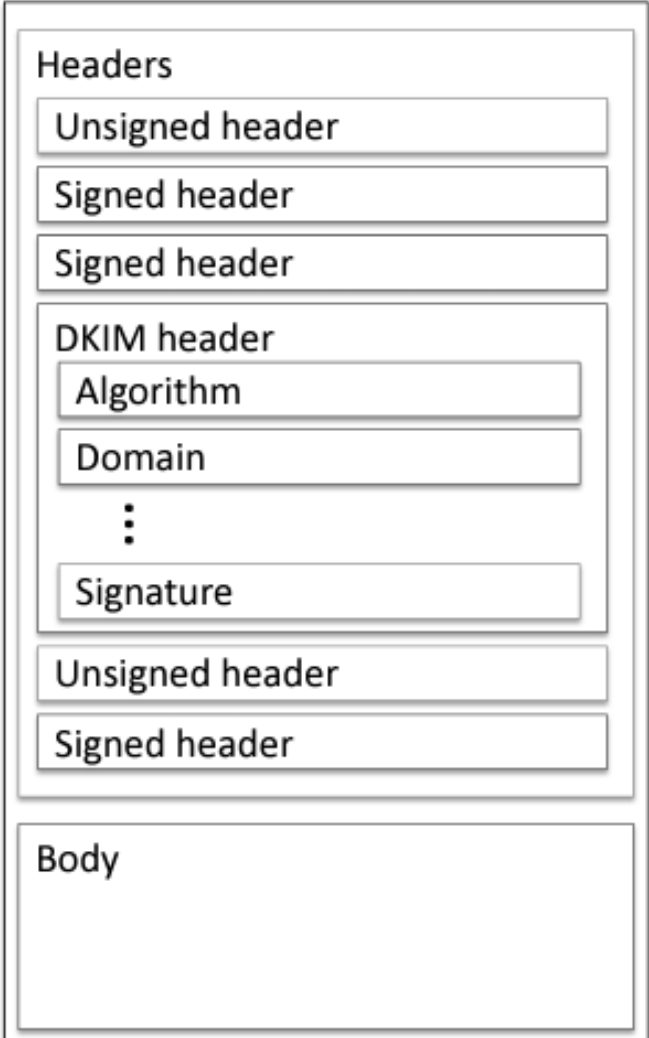 Headers
Unsigned header
Signed header
Signed header
DKIM header
Algorithm
Domain
⋮
Signature
Unsigned header
Signed header
Body